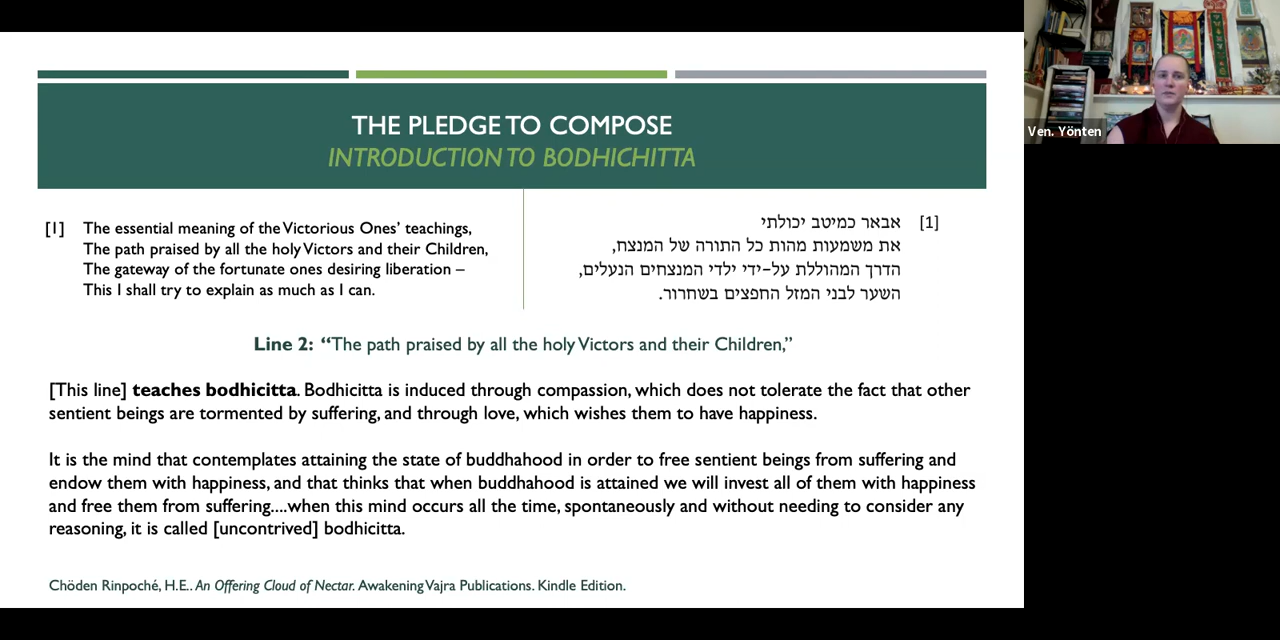 THE PLEDGE TO COMPOSE
INTRODUCTION TO BODHICHITTA
[1] The essential meaning of the Victorious Ones' teachings,
The path praised by all the holy Victors and their Children,
The gateway of the fortunate ones desiring liberation –
This I shall try to explain as much as I can.
[1] אבאר כמיטב יכולתי
את משמעות מהות כל התורה של המנצח,
הדרך המהוללת על-ידי ילדי המנצחים הנעלים,
השער לבני המזל החפצים בשחרור.
Line 2: “The path praised by all the holy Victors and their Children,”
[This line] teaches bodhicitta. Bodhicitta is induced through compassion, which does not tolerate the fact that other
sentient beings are tormented by suffering, and through love, which wishes them to have happiness.
It is the mind that contemplates attaining the state of buddhahood in order to free sentient beings from suffering and
endow them with happiness, and that thinks that when buddhahood is attained we will invest all of them with happiness
and free them from suffering....when this mind occurs all the time, spontaneously and without needing to consider any
reasoning, it is called [uncontrived] bodhicitta.
Chöden Rinpoché, H.E.. An Offering Cloud of Nectar. Awakening Vajra Publications. Kindle Edition.
Ven. Yönten